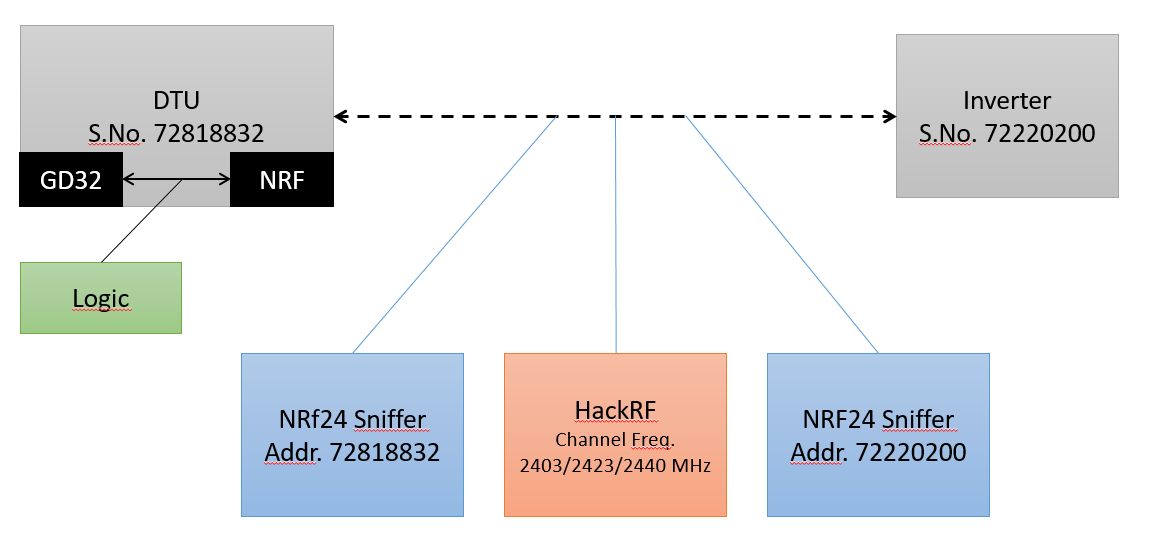 DTU
S.No. 72818832
GD32
NRF
Inverter
S.No. 72220200
Logic
NRf24 Sniffer
Addr. 72818832
HackRF
Channel Freq.
2403/2423/2440 MHz
NRF24 Sniffer
Addr. 72220200